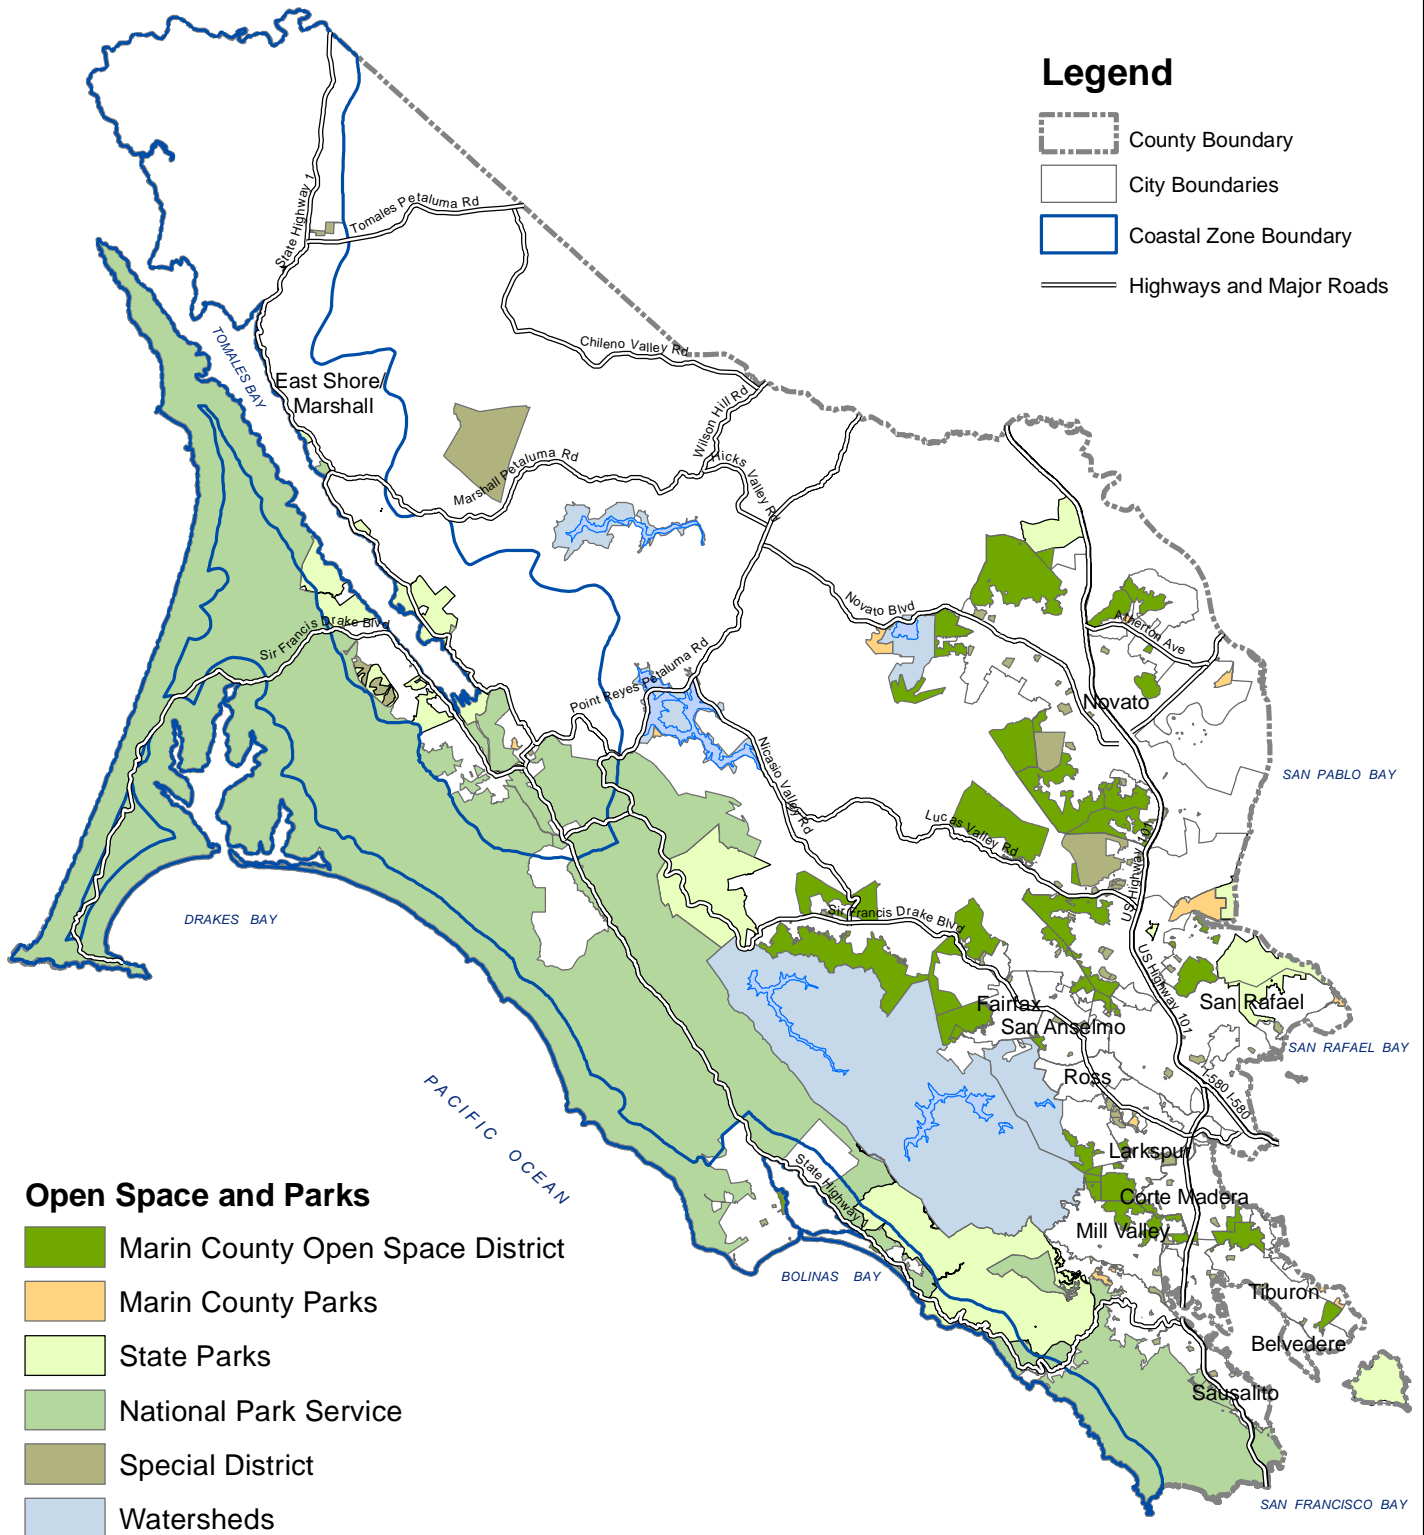 Legend
County Boundary
City Boundaries
Coastal Zone Boundary
Highways and Major Roads
State Highway 1
Tomales Petaluma Rd
TOMALES BAY
Chileno Valley Rd
East Shore/
Marshall
Wilson Hill Rd
Marshall Petaluma Rd
Hicks Valley Rd
Novato Blvd
Atherton Ave
Sir Francis Drake Blvd
Point Reyes Petaluma Rd
Novato
Nicasio Valley Rd
SAN PABLO BAY
Lucas Valley Rd
US Highway 101
DRAKES BAY
Sir Francis Drake Blvd
US Highway 101
Fairfax
San Rafael
San Anselmo
SAN RAFAEL BAY
Ross
I-580
I-580
PACIFIC OCEAN
Larkspur
State Highway 1
Corte Madera
Mill Valley
BOLINAS BAY
Tiburon
Belvedere
Sausalito
SAN FRANCISCO BAY
Open Space and Parks
Marin County Open Space District
Marin County Parks
State Parks
National Park Service
Special District
Watersheds